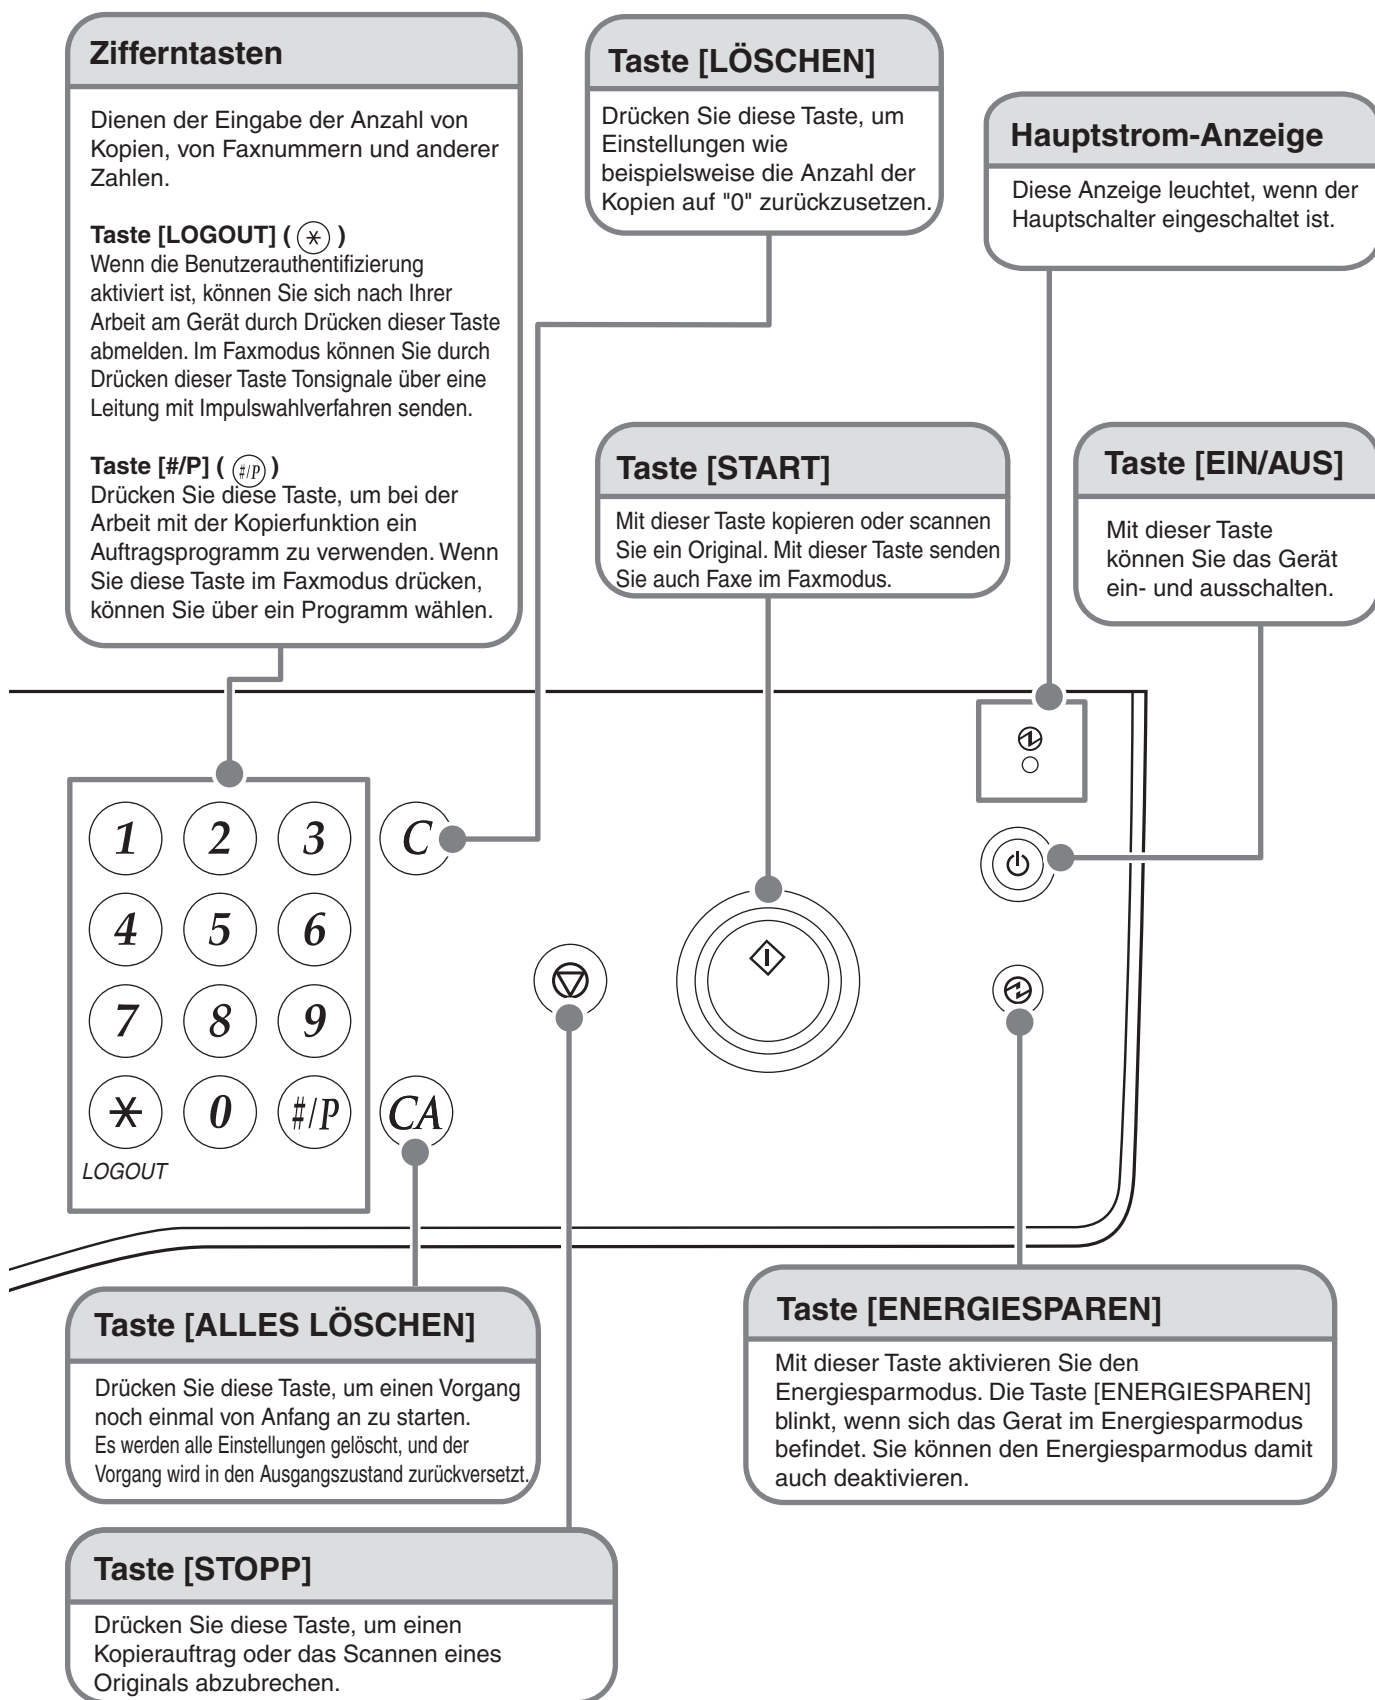 Zifferntasten
Dienen der Eingabe der Anzahl von
Kopien, von Faxnummern und anderer
Zahlen.
Taste [LOGOUT] ( * )
Wenn die Benutzerauthentifizierung
aktiviert ist, können Sie sich nach Ihrer
Arbeit am Gerät durch Drücken dieser Taste
abmelden. Im Faxmodus können Sie durch
Drücken dieser Taste Tonsignale über eine
Leitung mit Impulswahlverfahren senden.
Taste [#/P] ( #/P )
Drücken Sie diese Taste, um bei der
Arbeit mit der Kopierfunktion ein
Auftragsprogramm zu verwenden. Wenn
Sie diese Taste im Faxmodus drücken,
können Sie über ein Programm wählen.
Taste [LÖSCHEN]
Drücken Sie diese Taste, um
Einstellungen wie
beispielsweise die Anzahl der
Kopien auf "0" zurückzusetzen.
Hauptstrom-Anzeige
Diese Anzeige leuchtet, wenn der
Hauptschalter eingeschaltet ist.
Taste [START]
Mit dieser Taste kopieren oder scannen
Sie ein Original. Mit dieser Taste senden
Sie auch Faxe im Faxmodus.
Taste [EIN/AUS]
Mit dieser Taste
können Sie das Gerät
ein- und ausschalten.
1 2 3 C
4 5 6
7 8 9
* 0 #/P CA
LOGOUT
Taste [ALLES LÖSCHEN]
Drücken Sie diese Taste, um einen Vorgang
noch einmal von Anfang an zu starten.
Es werden alle Einstellungen gelöscht, und der
Vorgang wird in den Ausgangszustand zurückversetzt.
Taste [ENERGIESPAREN]
Mit dieser Taste aktivieren Sie den
Energiesparmodus. Die Taste [ENERGIESPAREN]
blinkt, wenn sich das Gerat im Energiesparmodus
befindet. Sie können den Energiesparmodus damit
auch deaktivieren.
Taste [STOPP]
Drücken Sie diese Taste, um einen
Kopierauftrag oder das Scannen eines
Originals abzubrechen.